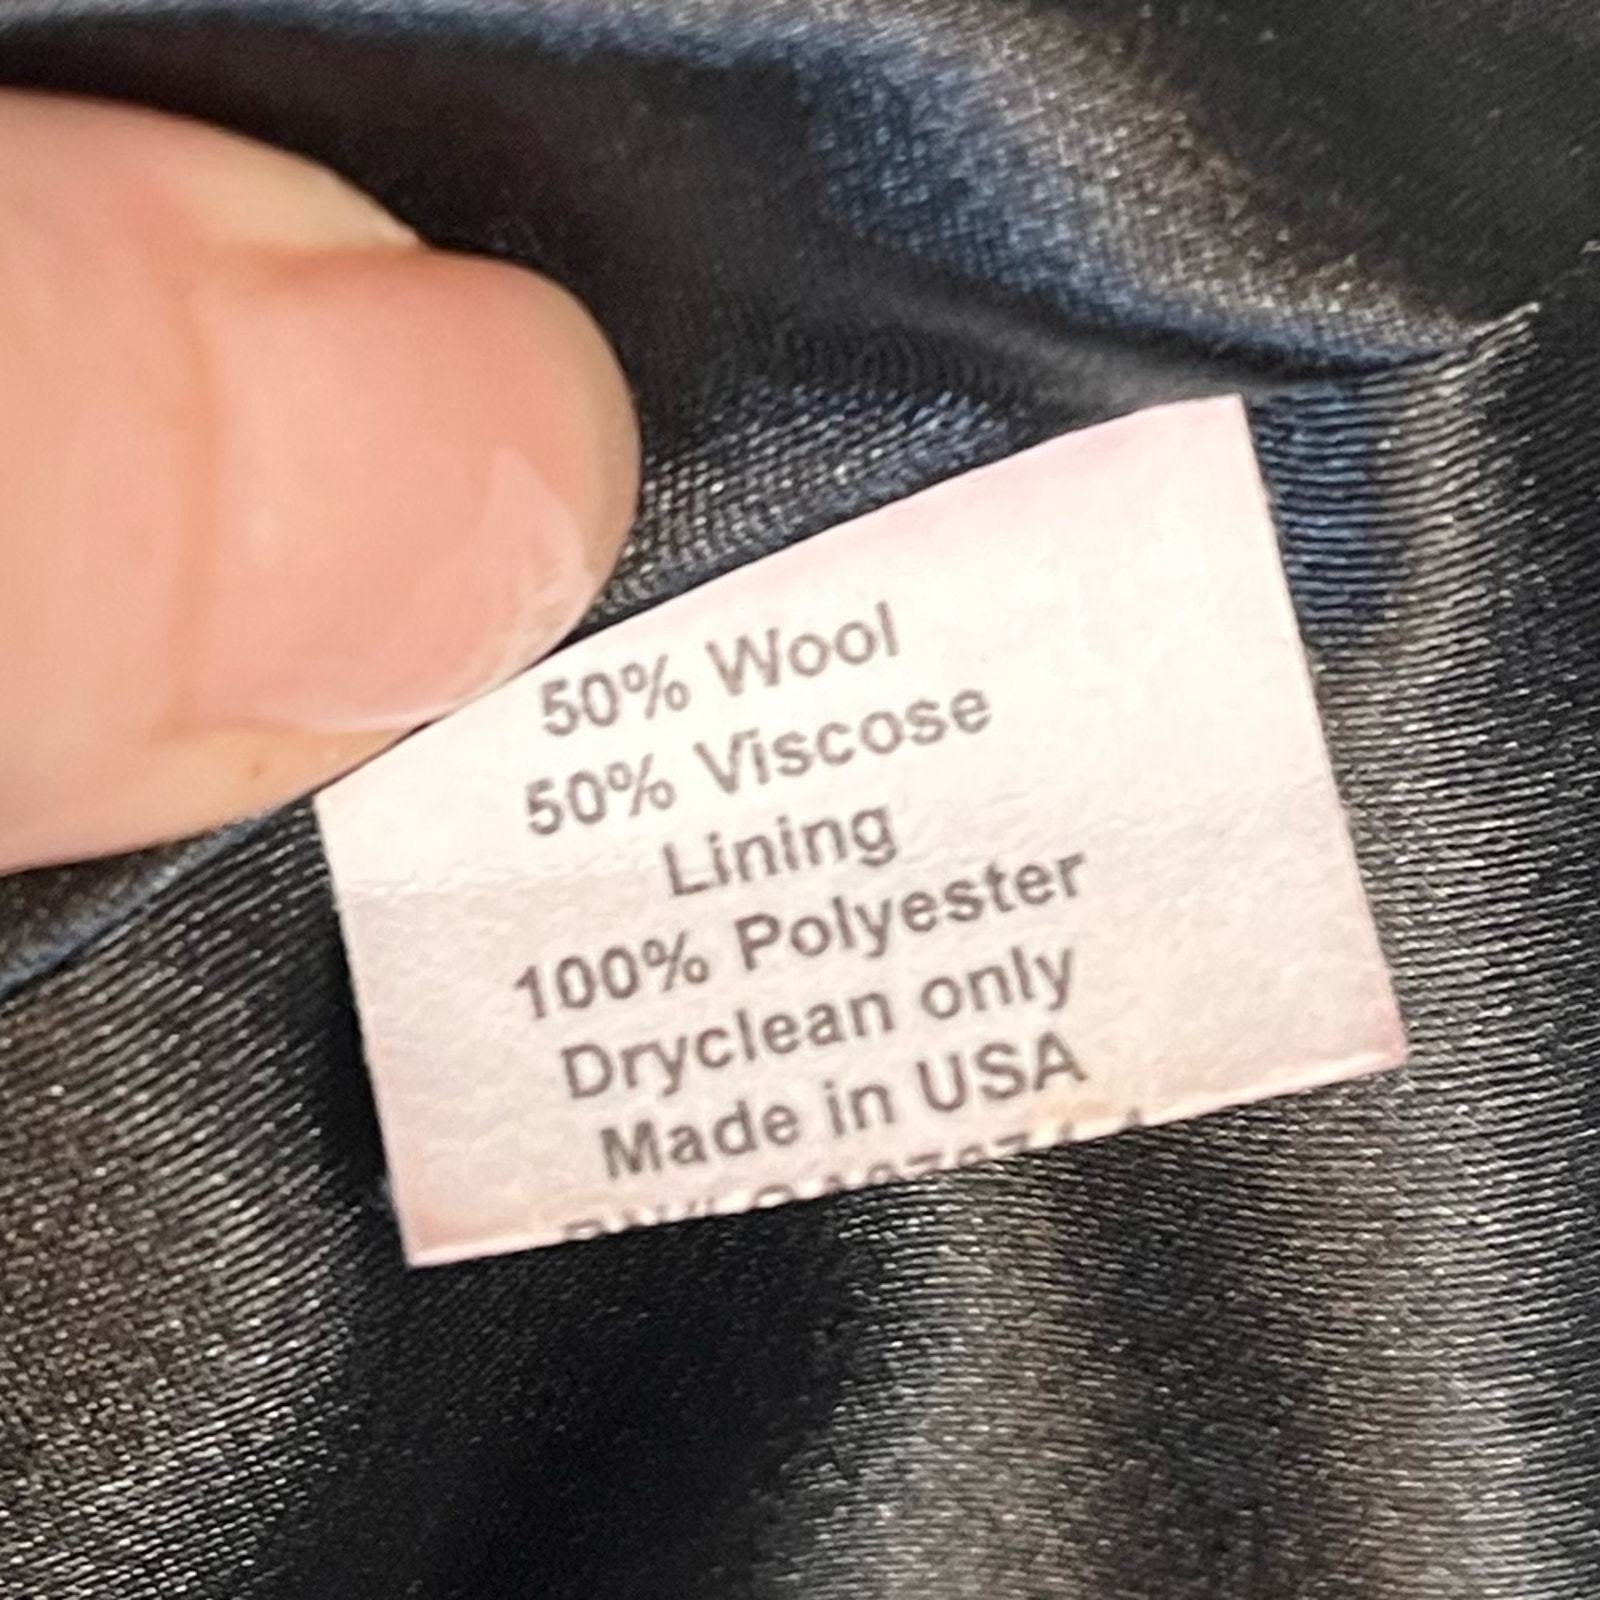 50% Wool
50% Viscose
Lining
100% Polyester
Dryclean only
Made in USA